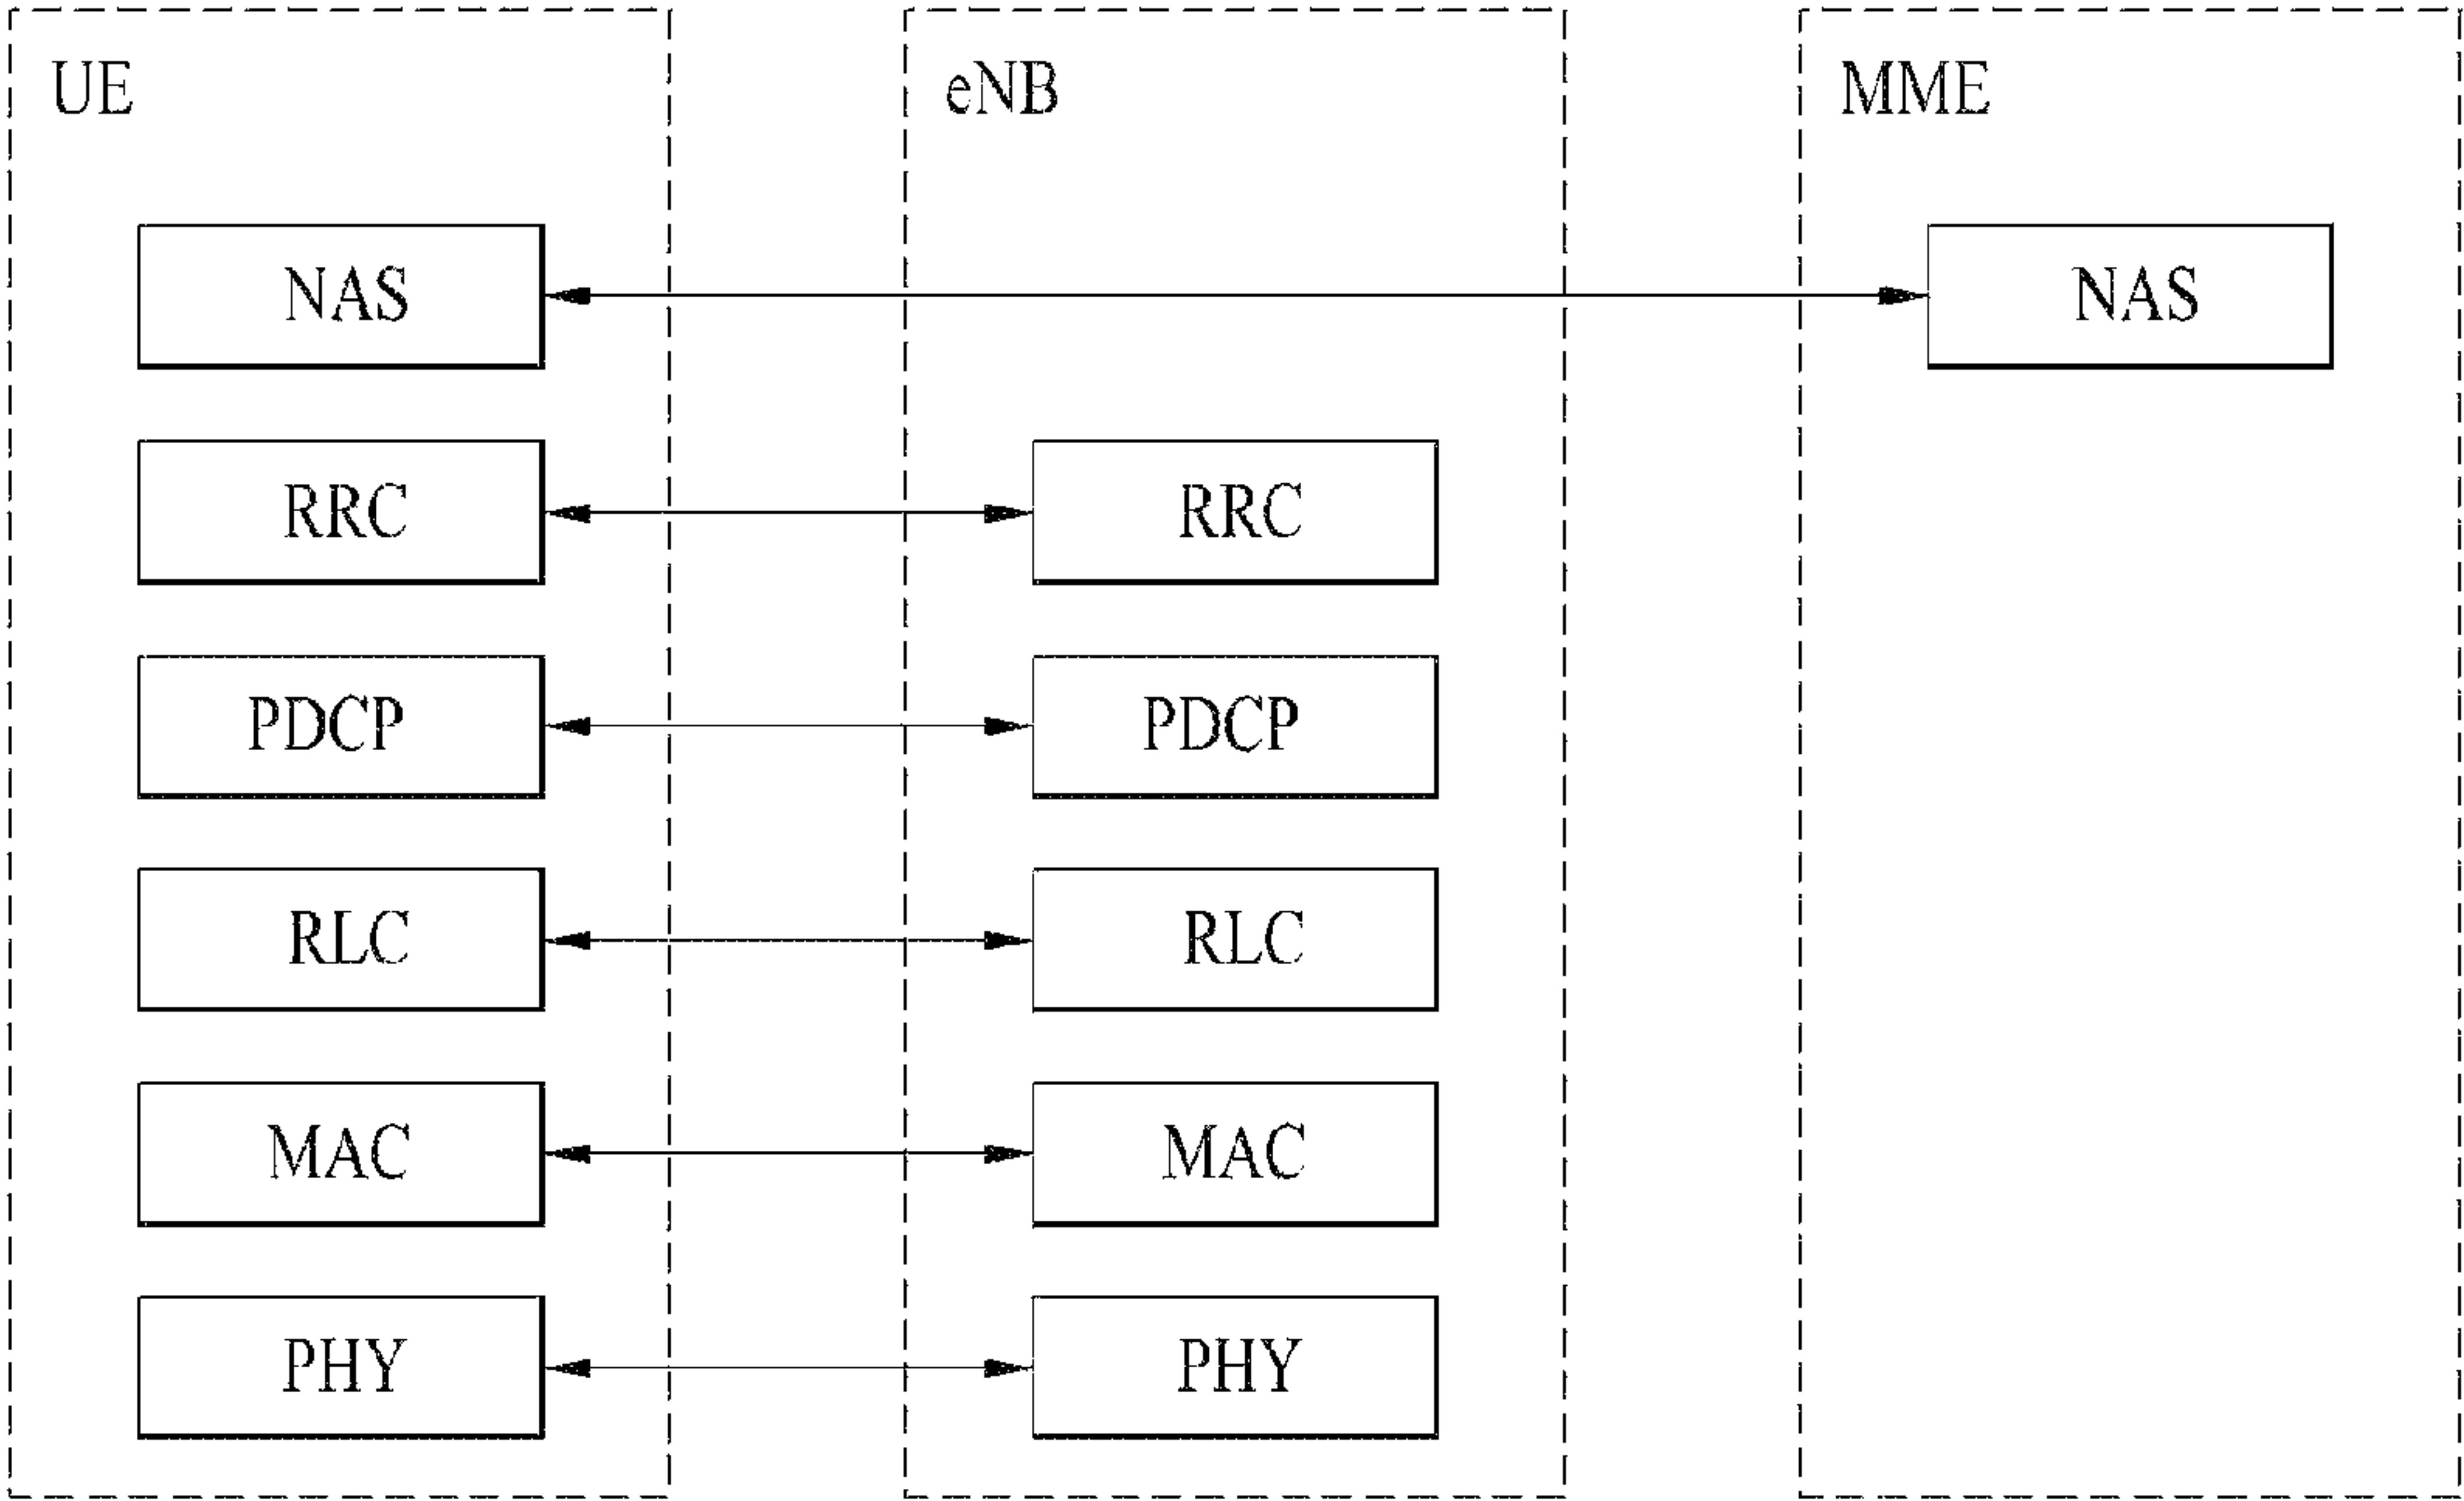 UE
eNB
MME
NAS
NAS
RRC
RRC
PDCP
PDCP
RLC
RLC
MAC
MAC
PHY
PHY